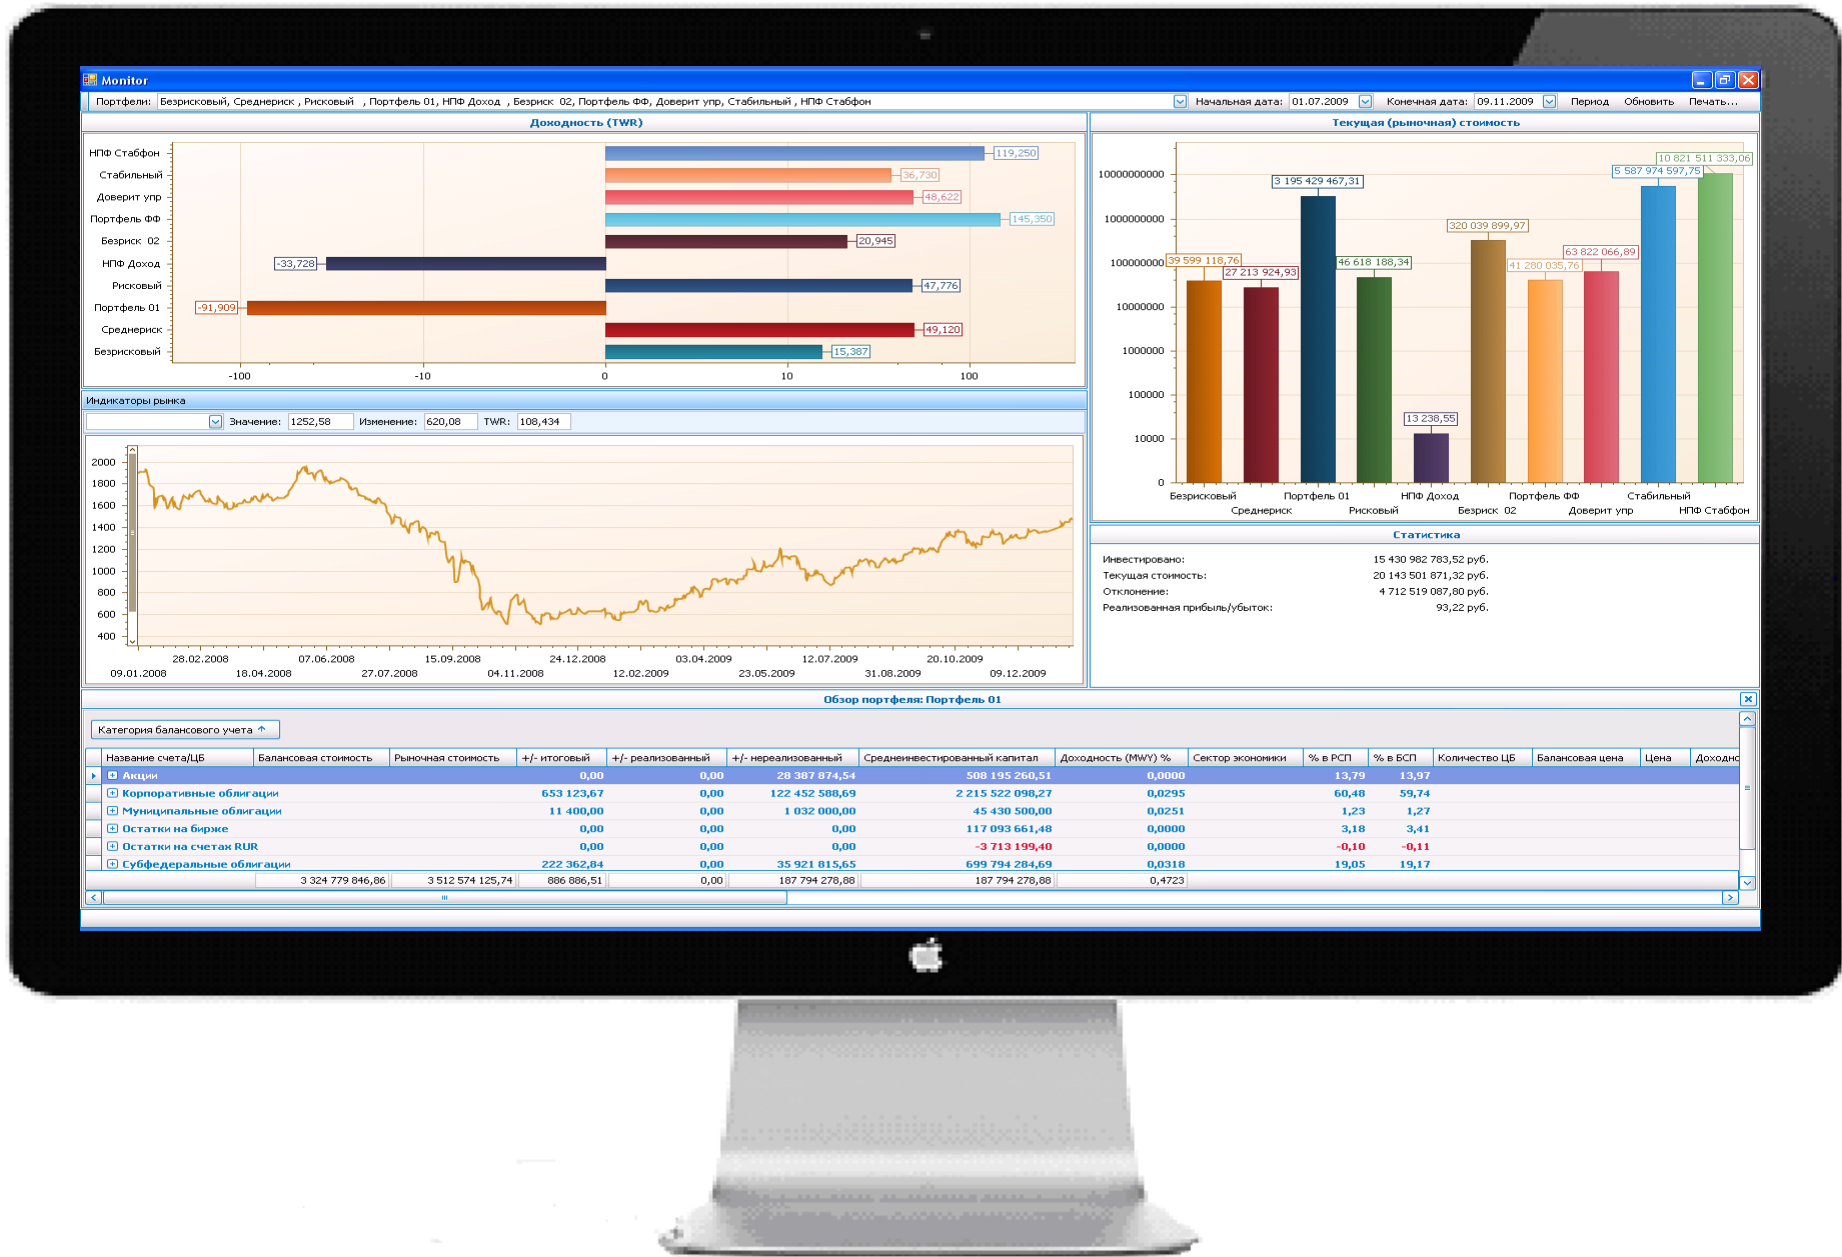 Monitor
Портфели: Безрисковый, Среднериск , Рисковый , Портфель 01, НПФ Доход , Безриск 02, Портфель ФФ, Доверит упр, Стабильный , НПФ Стабфон Начальная дата: 01.07.2009 Конечная дата: 09.11.2009 Период Обновить Печать...
Доходность (TWR)
НПФ Стабфон 119,250
Стабильный 36,730
Доверит упр 48,622
Портфель ФФ 145,350
Безриск 02 20,945
НПФ Доход -33,728
Рисковый 47,776
Портфель 01 -91,909
Среднериск 49,120
Безрисковый 15,387
-100 -10 0 10 100
Текущая (рыночная) стоимость
10 821 511 333,06
5 587 974 597,75
3 195 429 467,31
320 039 899,97
63 822 066,89
39 599 118,76
27 213 924,93
46 618 188,34
41 280 035,76
13 238,55
10000000000
1000000000
100000000
10000000
1000000
100000
10000
0
Безрисковый Портфель 01 НПФ Доход Портфель ФФ Стабильный
Среднериск Рисковый Безриск 02 Доверит упр НПФ Стабфон
Индикаторы рынка
Значение: 1252,58 Изменение: 620,08 TWR: 108,434
2000
1800
1600
1400
1200
1000
800
600
400
28.02.2008 07.06.2008 15.09.2008 24.12.2008 03.04.2009 12.07.2009 20.10.2009
09.01.2008 18.04.2008 27.07.2008 04.11.2008 12.02.2009 23.05.2009 31.08.2009 09.12.2009
Статистика
Инвестировано: 15 430 982 783,52 руб.
Текущая стоимость: 20 143 501 871,32 руб.
Отклонение: 4 712 519 087,80 руб.
Реализованная прибыль/убыток: 93,22 руб.
Обзор портфеля: Портфель 01
Категория балансового учета
Название счета/ЦБ Балансовая стоимость Рыночная стоимость +/- итоговый +/- реализованный +/- нереализованный Среднеинвестированный капитал Доходность (MWY) % Сектор экономики % в РСП % в БСП Количество ЦБ Балансовая цена Цена Доходнс
Акции 0,00 0,00 28 387 874,54 508 195 260,51 0,0000 13,79 13,97
Корпоративные облигации 653 123,67 0,00 122 452 588,69 2 215 522 098,27 0,0295 60,48 59,74
Муниципальные облигации 11 400,00 0,00 1 032 000,00 45 430 500,00 0,0251 1,23 1,27
Остатки на бирже 0,00 0,00 0,00 117 093 661,48 0,0000 3,18 3,41
Остатки на счетах RUR 0,00 0,00 0,00 -3 713 199,40 0,0000 -0,10 -0,11
Субфедеральные облигации 222 362,84 0,00 35 921 815,65 699 794 284,69 0,0318 19,05 19,17
3 324 779 846,86 3 512 574 125,74 886 886,51 0,00 187 794 278,88 187 794 278,88 0,4723